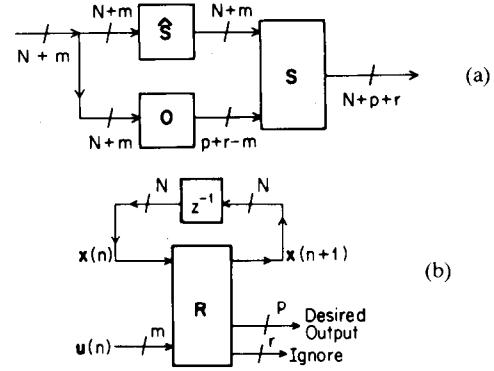 N+m
Ŝ
N+m
N + m
S
N+p+r
(a)
N+m
O
p+r-m
N
z⁻¹
N
x(n)
x(n+1)
(b)
R
u(n)
m
p
Desired
Output
r
Ignore